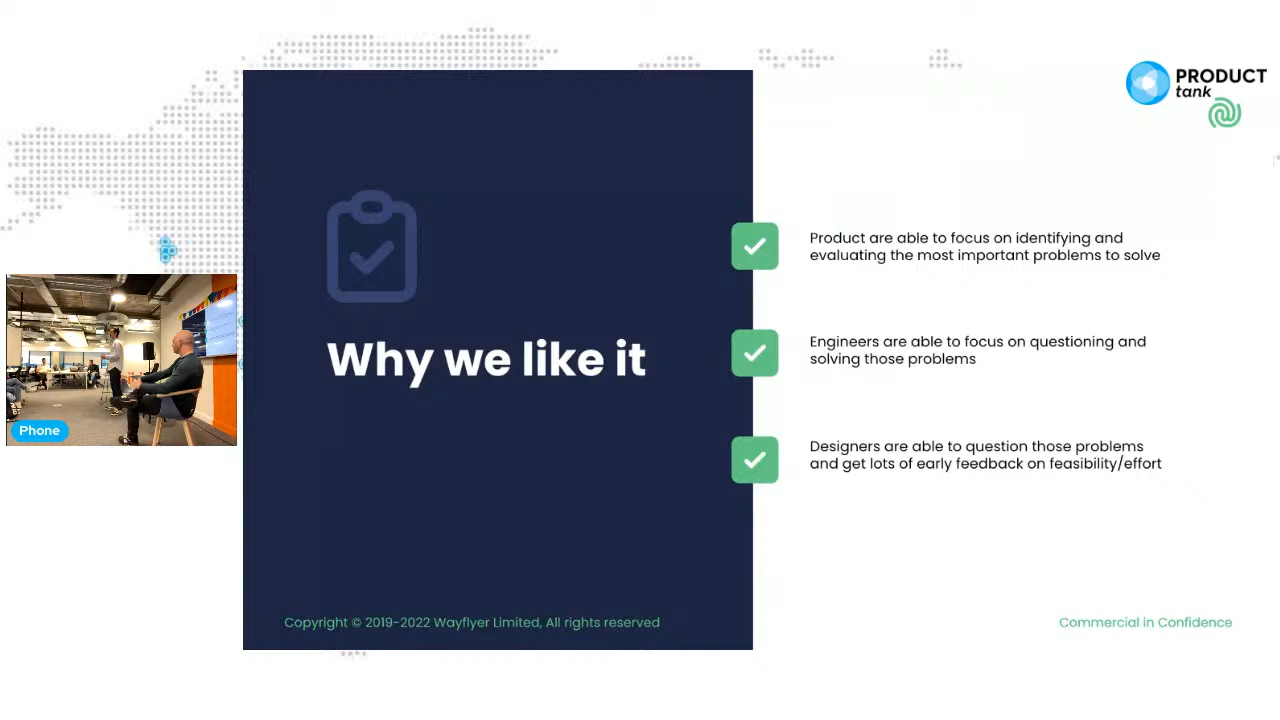 PRODUCT
tank
Product are able to focus on identifying and
evaluating the most important problems to solve
Why we like it
Engineers are able to focus on questioning and
solving those problems
Designers are able to question those problems
and get lots of early feedback on feasibility/effort
Phone
Copyright © 2019-2022 Wayflyer Limited, All rights reserved
Commercial in Confidence